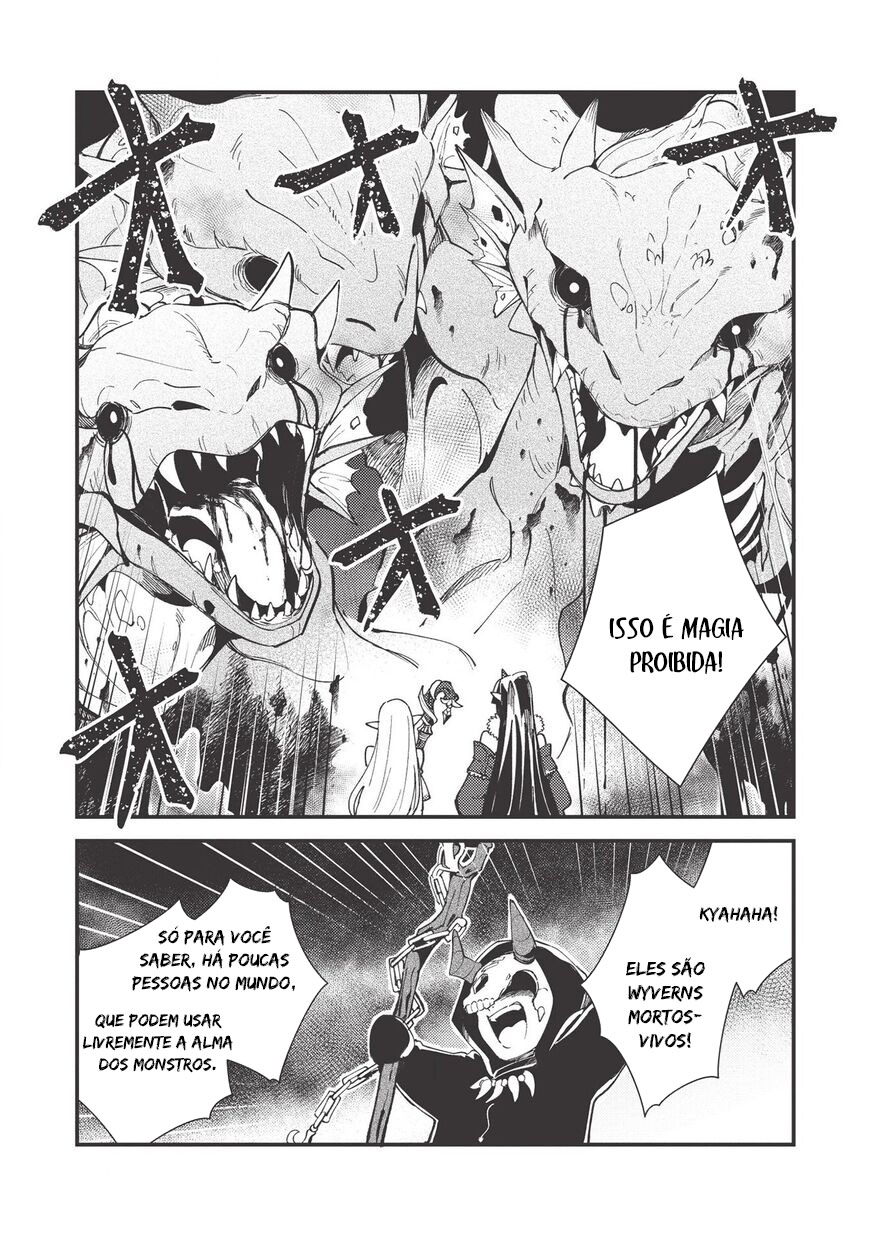 ISSO É MAGIA
PROIBIDA!
KYAHAHA!
ELES SÃO
WYVERNS
MORTOS-
VIVOS!
SÓ PARA VOCÊ
SABER, HÁ POUCAS
PESSOAS NO MUNDO,
QUE PODEM USAR
LIVREMENTE A ALMA
DOS MONSTROS.